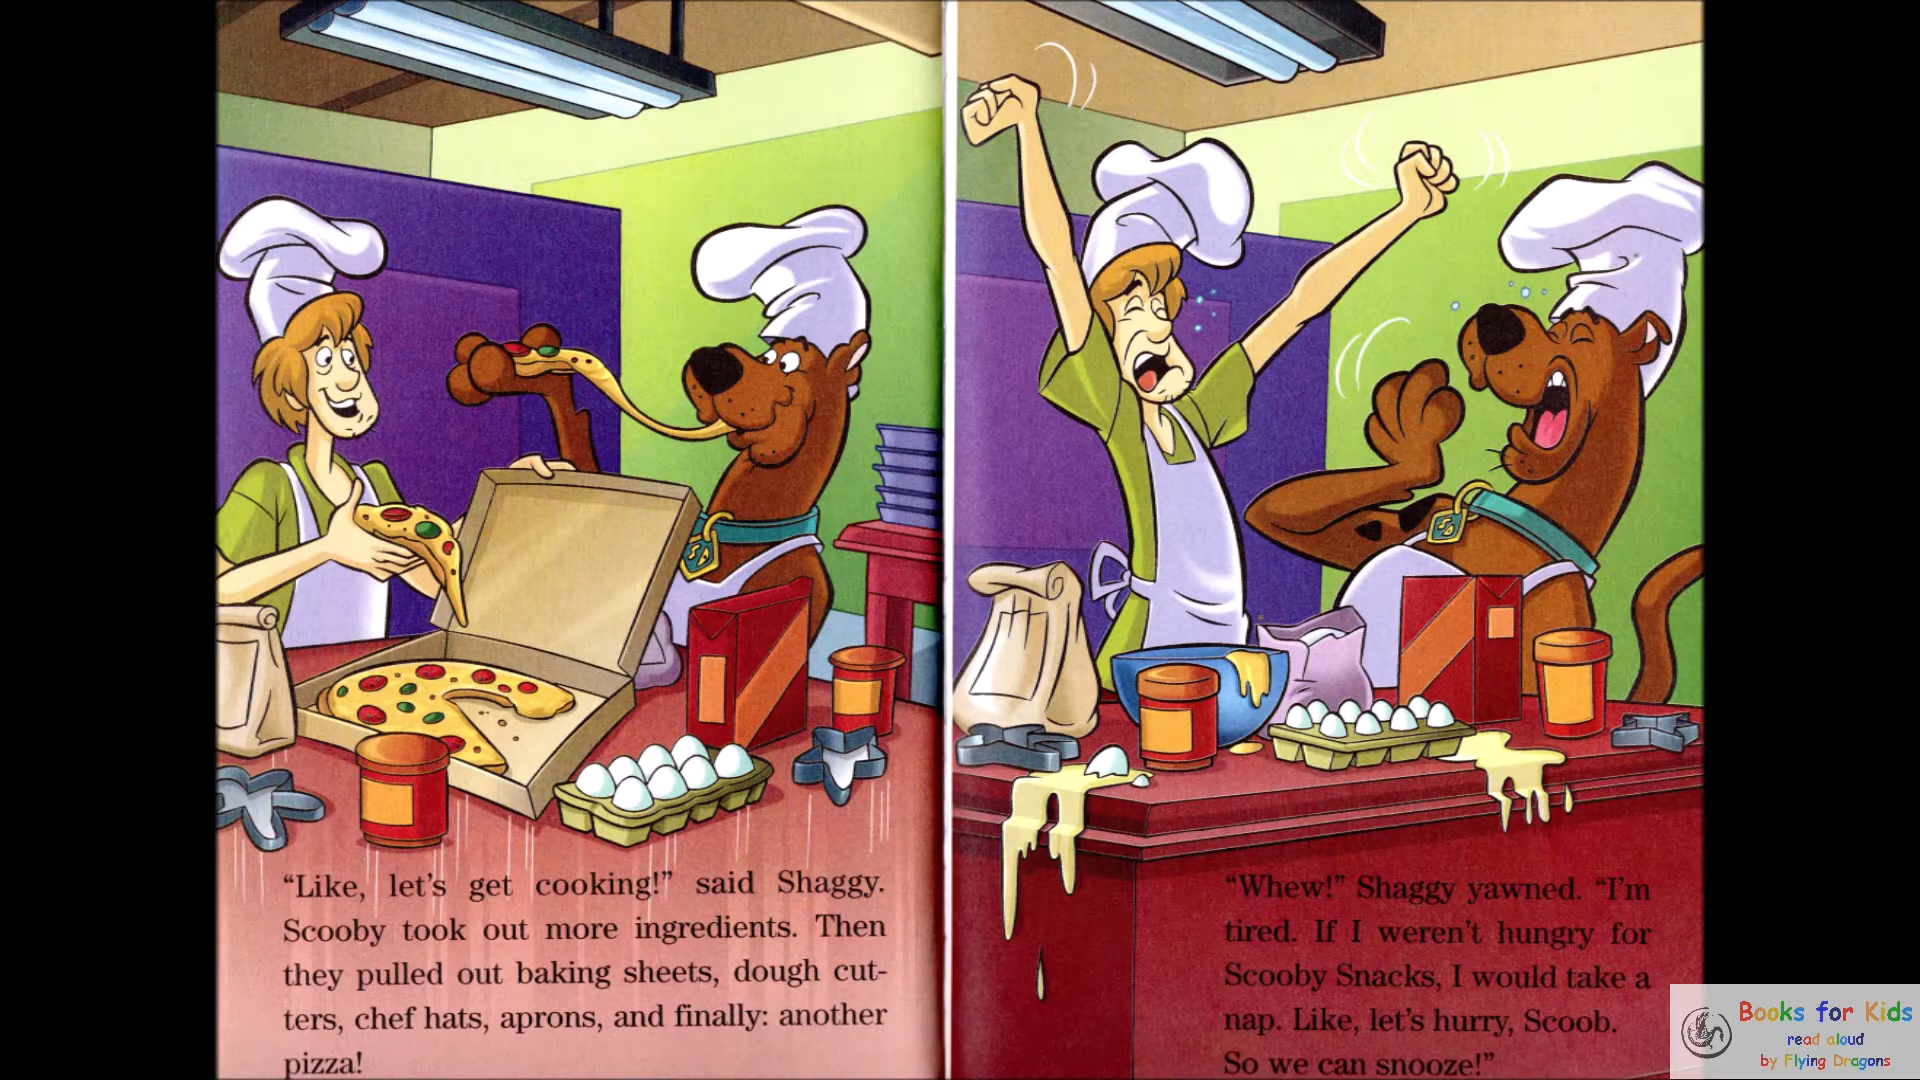 “Like, let’s get cooking!” said Shaggy.
Scooby took out more ingredients. Then
they pulled out baking sheets, dough cut-
ters, chef hats, aprons, and finally: another
pizza!
“Whew!” Shaggy yawned. “I’m
tired. If I weren’t hungry for
Scooby Snacks, I would take a
nap. Like, let’s hurry, Scoob.
So we can snooze!”
SD
SD
Books for Kids
read aloud
by Flying Dragons